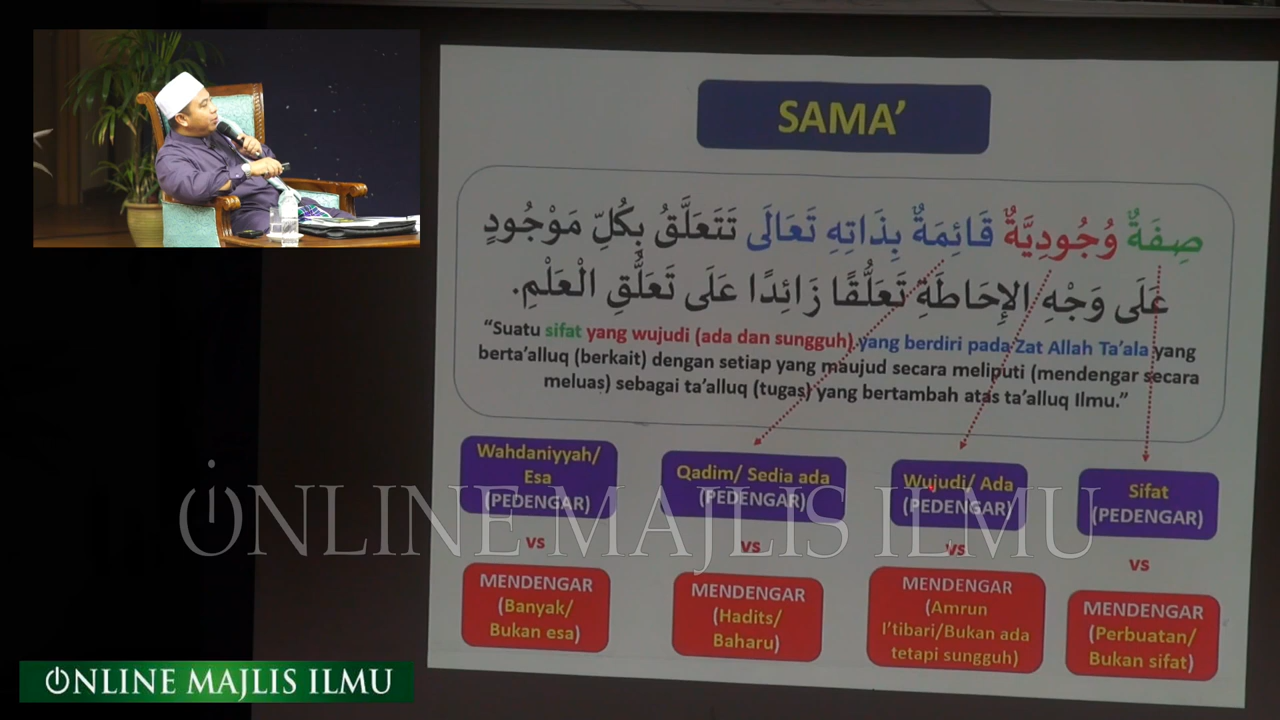 SAMA’
صِفَةٌ وُجُودِيَّةٌ قَائِمَةٌ بِذَاتِهِ تَعَالَى تَتَعَلَّقُ بِكُلِّ مَوْجُودٍ
عَلَى وَجْهِ الإِحَاطَةِ تَعَلُّقًا زَائِدًا عَلَى تَعَلُّقِ الْعَلْمِ.
“Suatu sifat yang wujudi (ada dan sungguh) yang berdiri pada Zat Allah Ta’ala yang
berta’alluq (berkait) dengan setiap yang maujud secara meliputi (mendengar secara
meluas) sebagai ta’alluq (tugas) yang bertambah atas ta’alluq Ilmu.”
Wahdaniyyah/
Esa
(PEDENGAR)
vs
MENDENGAR
(Banyak/
Bukan esa)
Qadim/ Sedia ada
(PEDENGAR)
vs
MENDENGAR
(Hadits/
Baharu)
Wujudi/ Ada
(PEDENGAR)
vs
MENDENGAR
(Amrun
I’tibari/Bukan ada
tetapi sungguh)
Sifat
(PEDENGAR)
vs
MENDENGAR
(Perbuatan/
Bukan sifat)
ONLINE MAJLIS ILMU
ONLINE MAJLIS ILMU